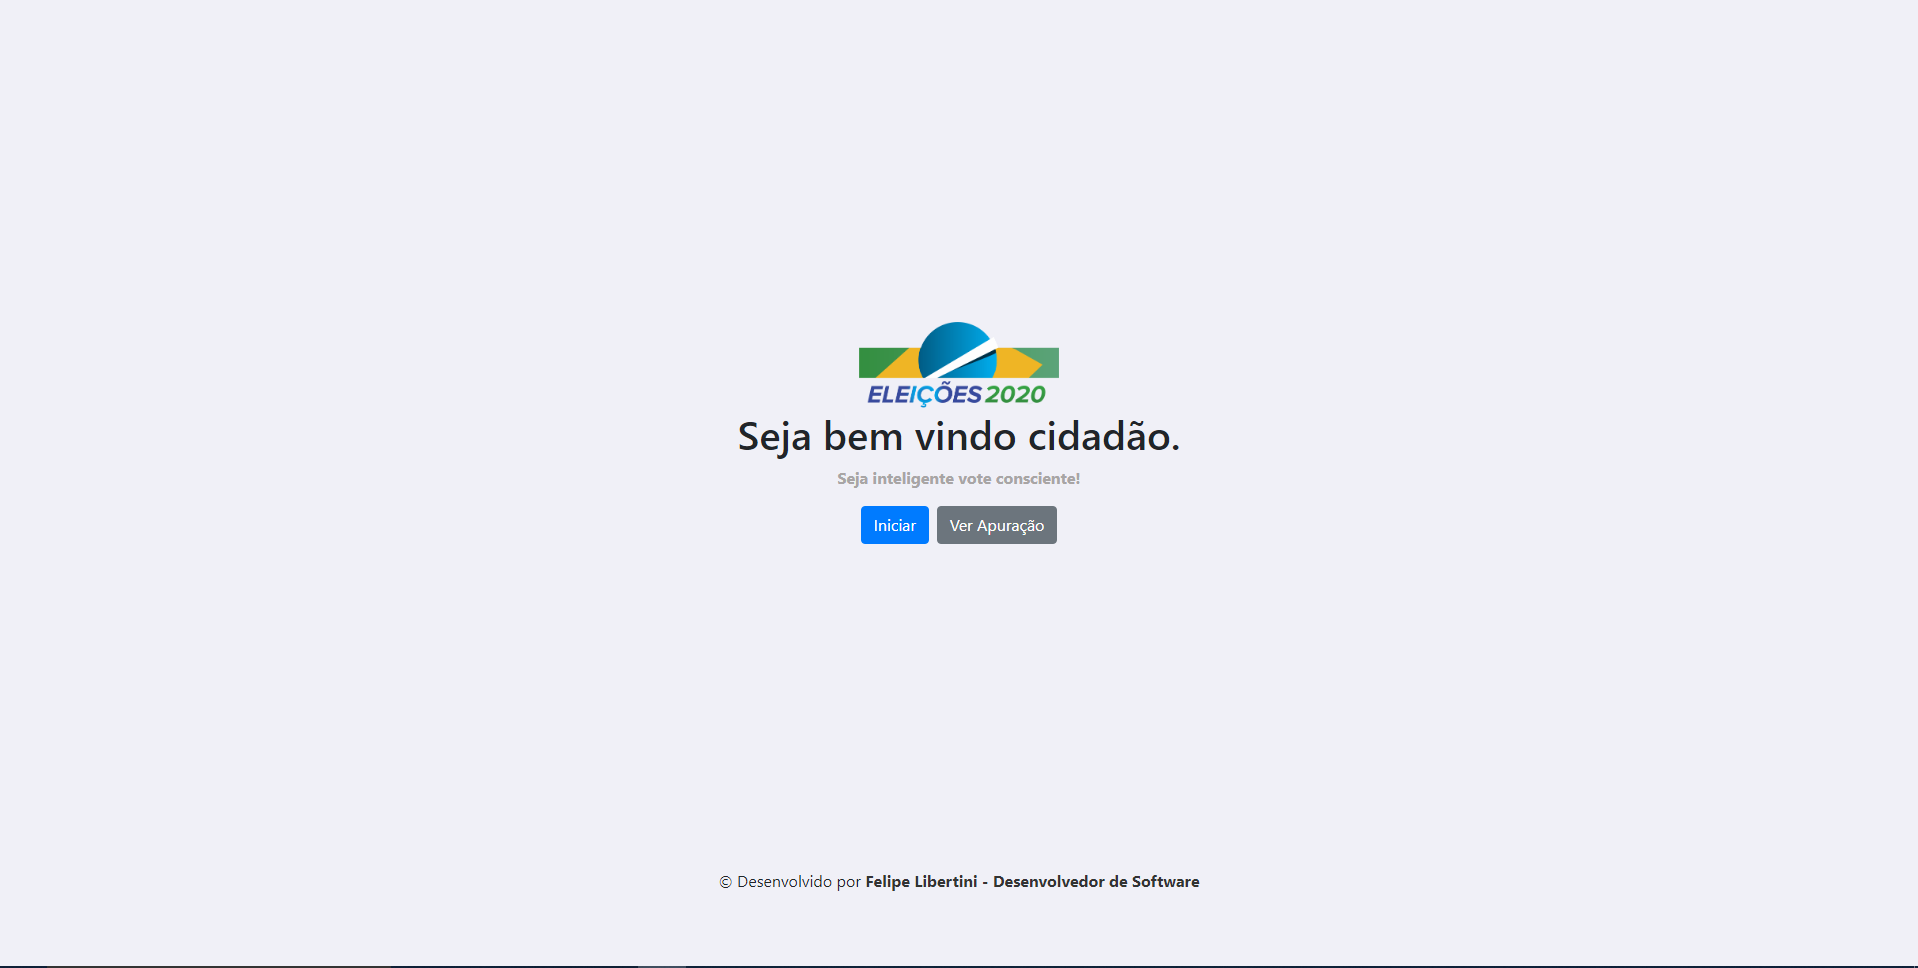 ELEIÇÕES 2020
Seja bem vindo cidadão.
Seja inteligente vote consciente!
Iniciar Ver Apuração
© Desenvolvido por Felipe Libertini - Desenvolvedor de Software